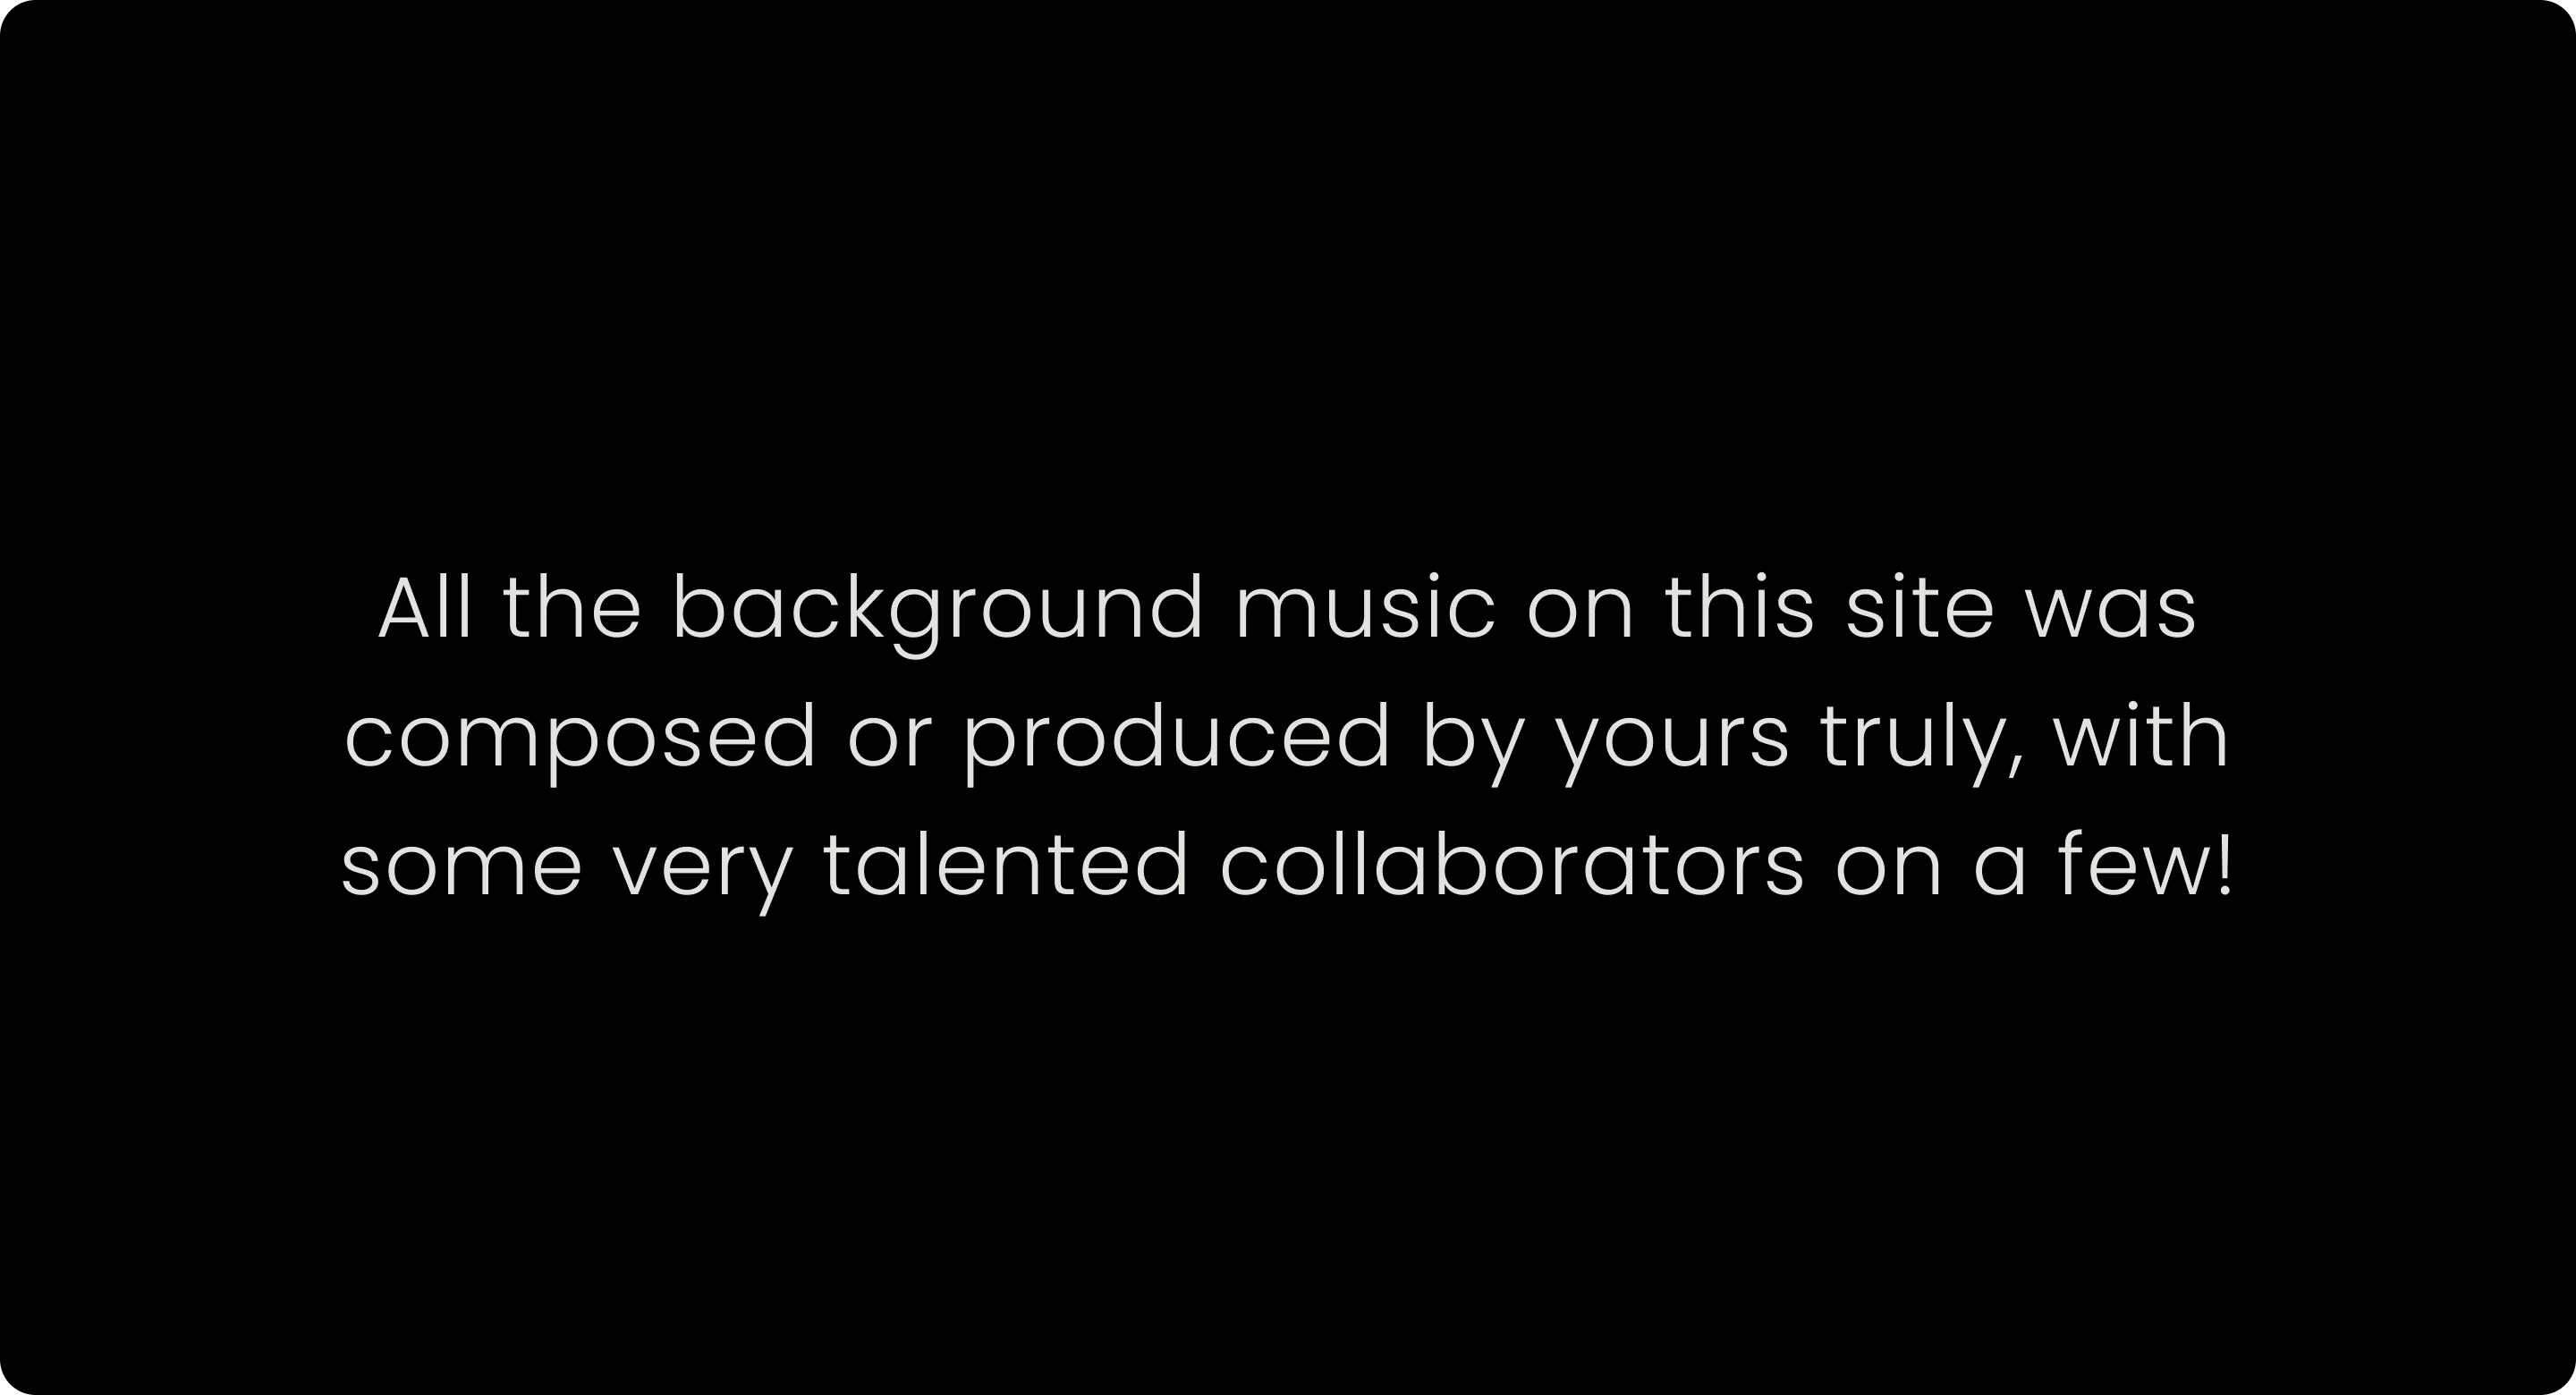 All the background music on this site was
composed or produced by yours truly, with
some very talented collaborators on a few!